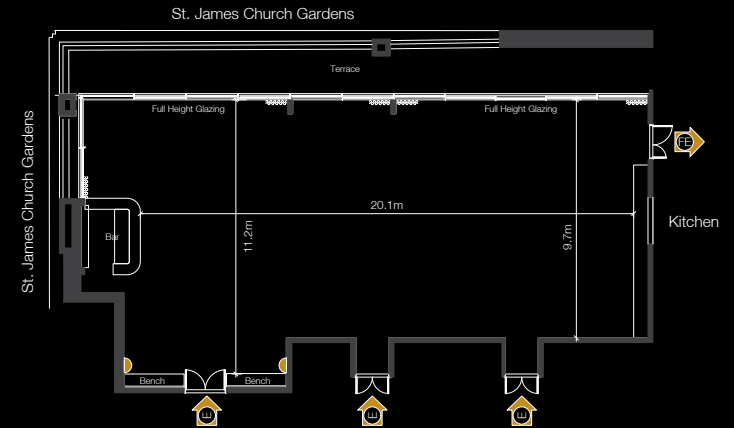 St. James Church Gardens
Terrace
Full Height Glazing
Full Height Glazing
St. James Church Gardens
FE
20.1m
Kitchen
Bar
11.2m
9.7m
Bench
Bench
E
E
E